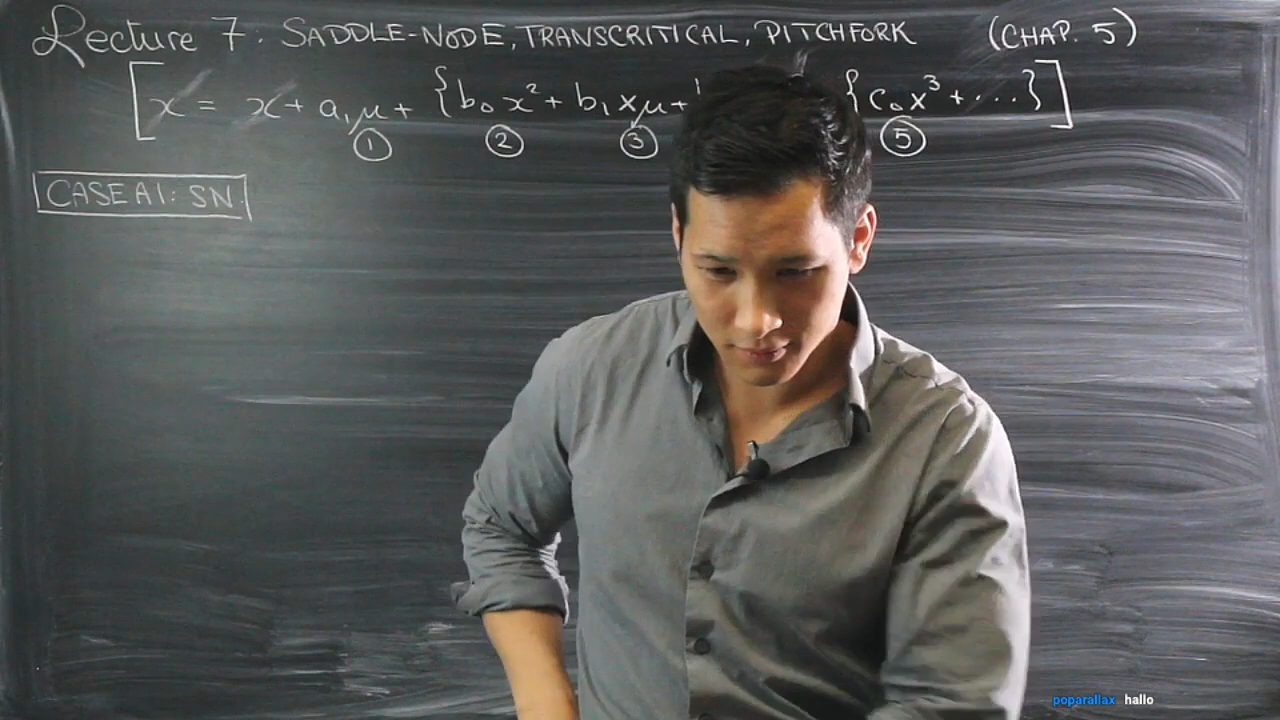 Lecture 7: SADDLE-NODE, TRANSCRITICAL, PITCHFORK (CHAP. 5)
[x = x + a₁μ + {b₀x² + b₁xμ + {c₀x³ + ...}]
① ② ③ ⑤
CASE A1: SN.
poparallax hallo